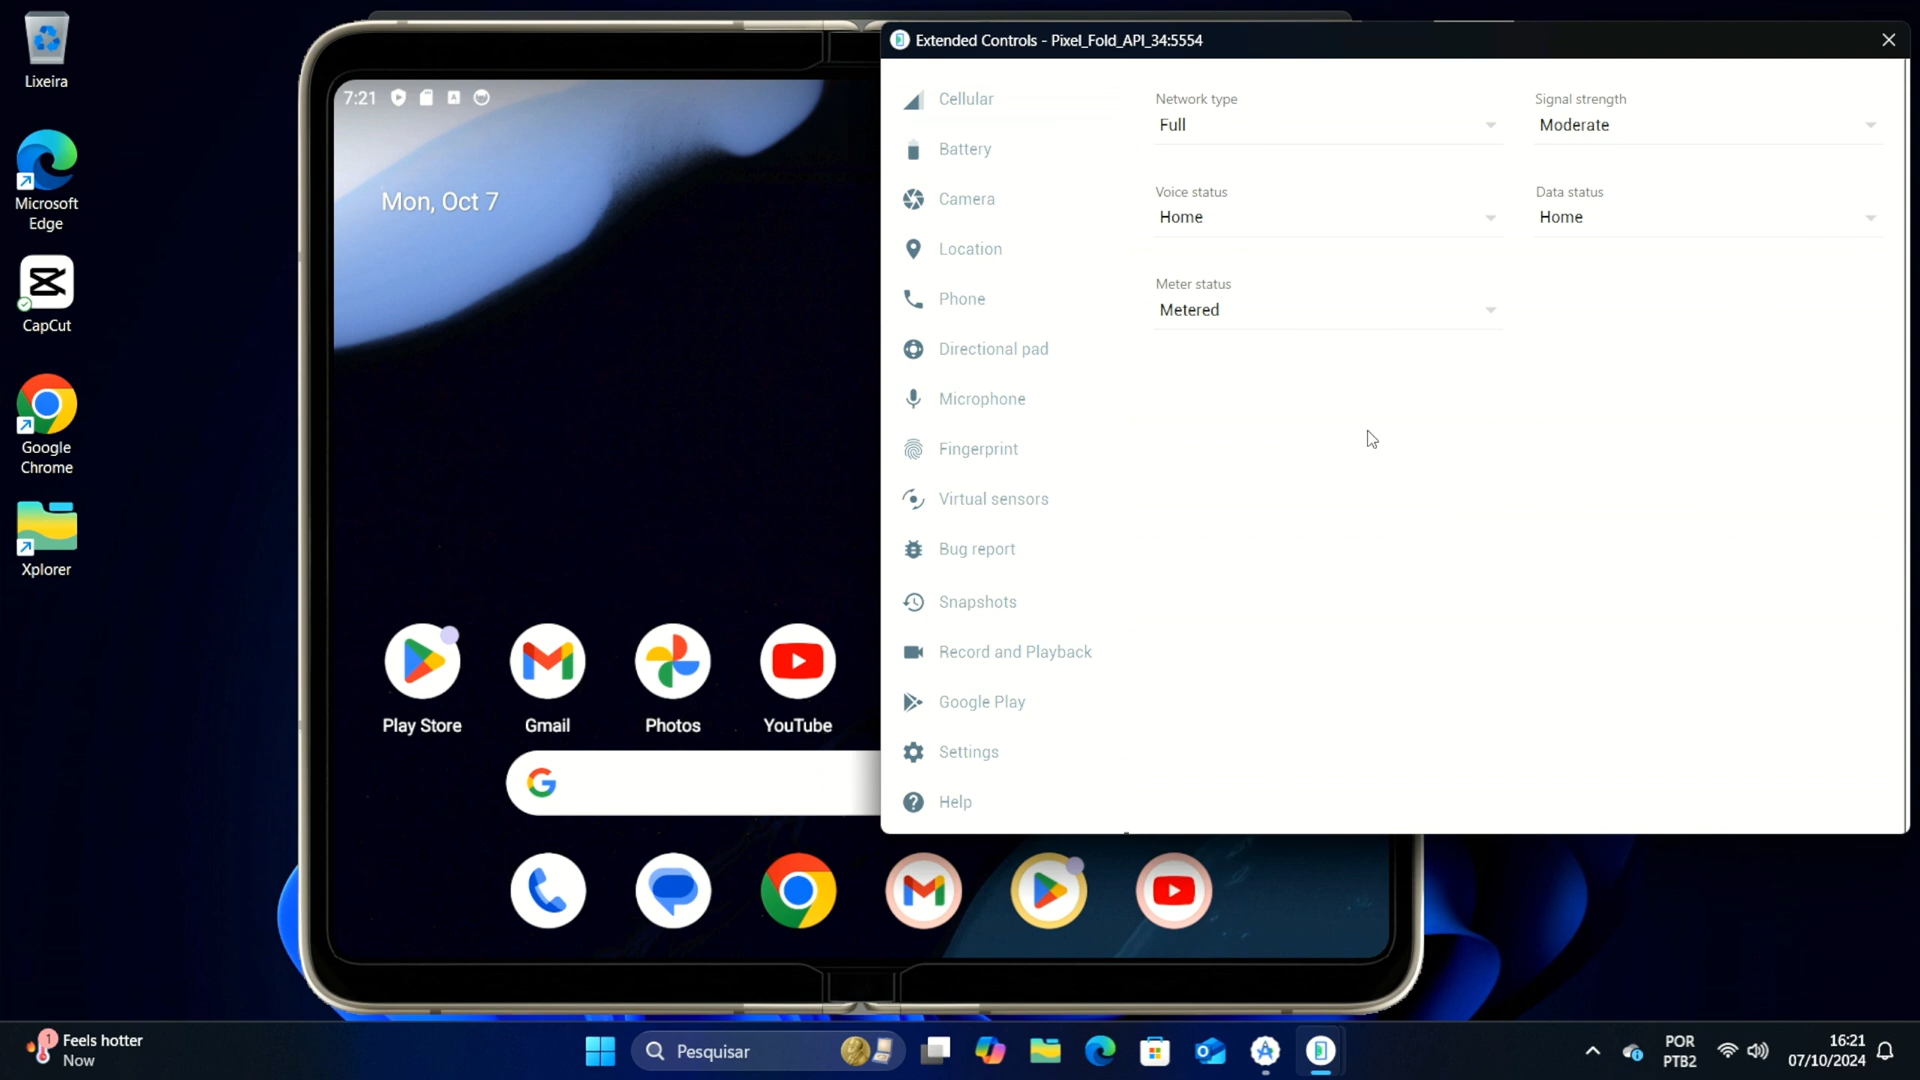 Lixeira
Microsoft
Edge
CapCut
Google
Chrome
Xplorer
7:21
Mon, Oct 7
Play Store
Gmail
Photos
YouTube
Extended Controls - Pixel_Fold_API_34:5554
Cellular
Battery
Camera
Location
Phone
Directional pad
Microphone
Fingerprint
Virtual sensors
Bug report
Snapshots
Record and Playback
Google Play
Settings
Help
Network type
Full
Signal strength
Moderate
Voice status
Home
Data status
Home
Meter status
Metered
1
Feels hotter
Now
Pesquisar
POR
PTB2
16:21
07/10/2024